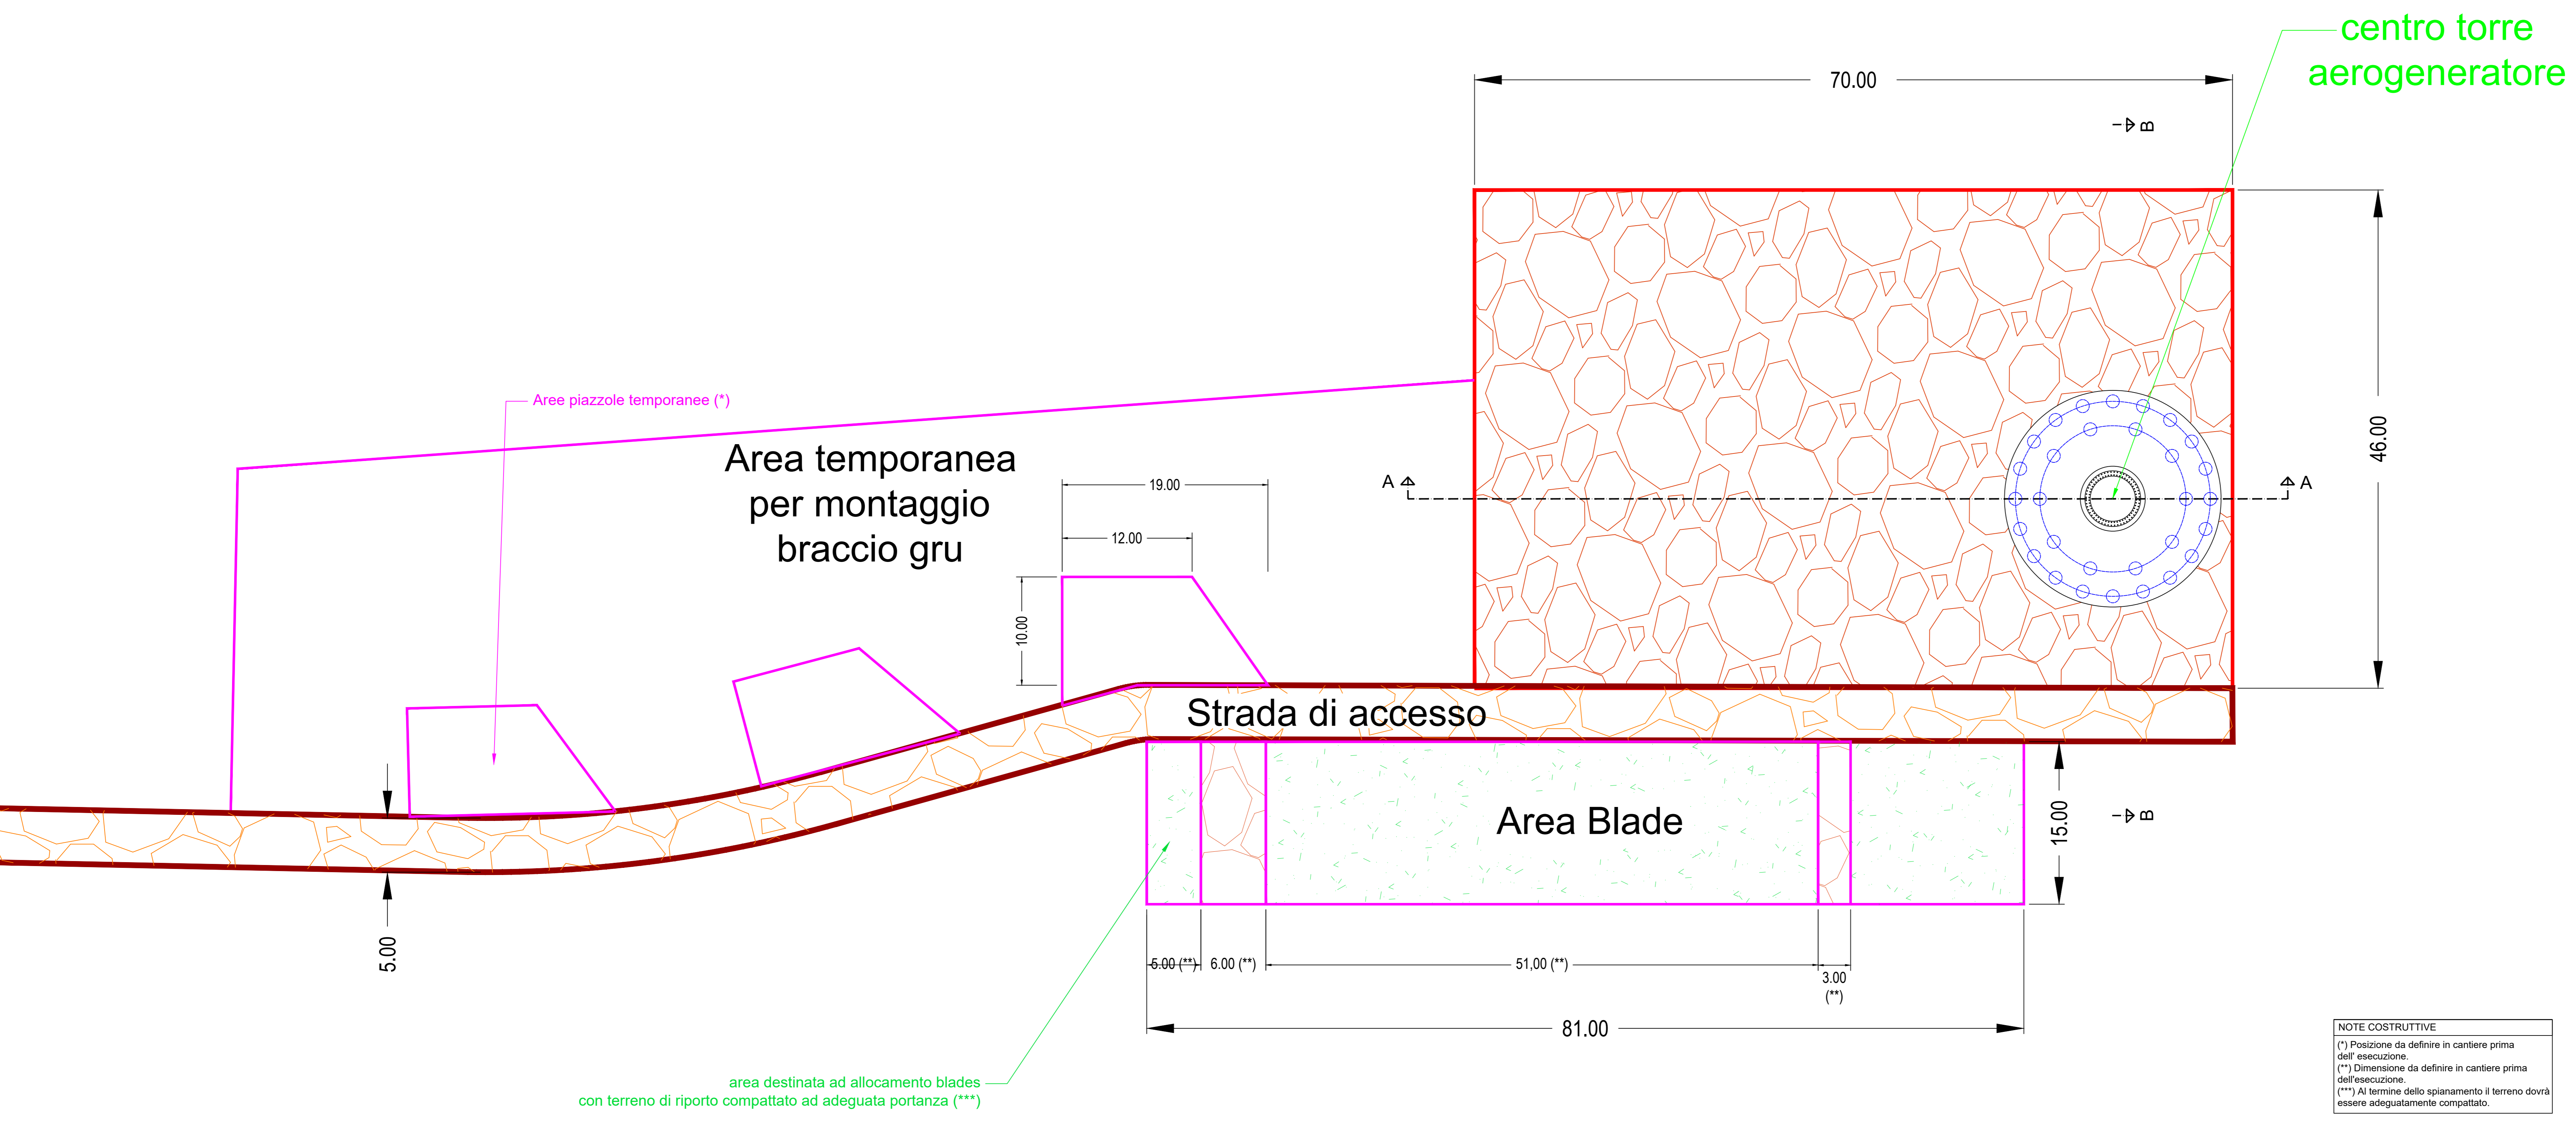 centro torre
aerogeneratore
70.00
B
46.00
Aree piazzole temporanee (*)
Area temporanea
per montaggio
braccio gru
19.00
12.00
10.00
A
A
Strada di accesso
Area Blade
15.00
B
5.00
5.00 (**)
6.00 (**)
51,00 (**)
3.00
(**)
81.00
area destinata ad allocamento blades
con terreno di riporto compattato ad adeguata portanza (***)
NOTE COSTRUTTIVE
(*) Posizione da definire in cantiere prima
dell' esecuzione.
(**) Dimensione da definire in cantiere prima
dell'esecuzione.
(***) Al termine dello spianamento il terreno dovrà
essere adeguatamente compattato.